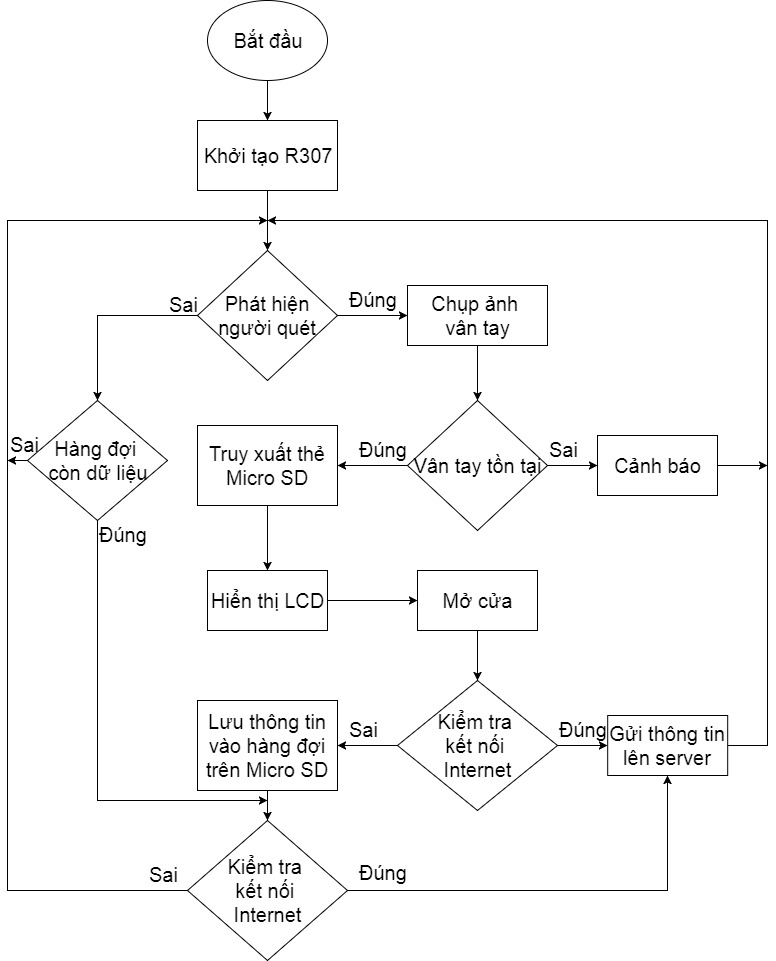 Bắt đầu
Khởi tạo R307
Phát hiện
người quét
Sai
Đúng
Chụp ảnh
vân tay
Hàng đợi
còn dữ liệu
Sai
Đúng
Truy xuất thẻ
Micro SD
Đúng
Vân tay tồn tại
Sai
Cảnh báo
Hiển thị LCD
Mở cửa
Lưu thông tin
vào hàng đợi
trên Micro SD
Sai
Kiểm tra
kết nối
Internet
Đúng
Gửi thông tin
lên server
Sai
Kiểm tra
kết nối
Internet
Đúng